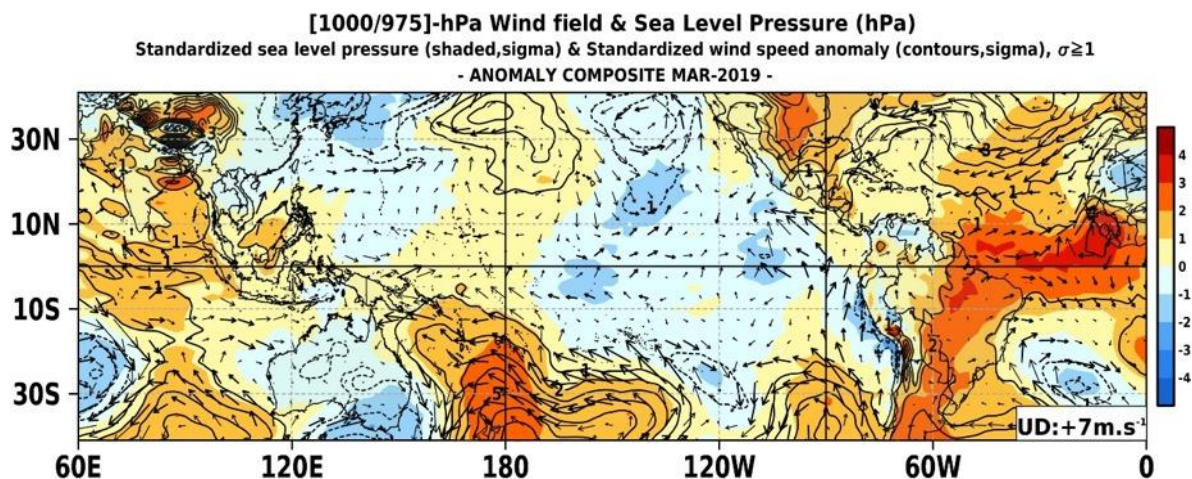 [1000/975]-hPa Wind field & Sea Level Pressure (hPa)
Standardized sea level pressure (shaded,sigma) & Standardized wind speed anomaly (contours,sigma), σ≧1
- ANOMALY COMPOSITE MAR-2019 -
30N
10N
10S
30S
60E 120E 180 120W 60W 0
4
3
2
1
0
-1
-2
-3
-4
UD:+7m.s⁻¹